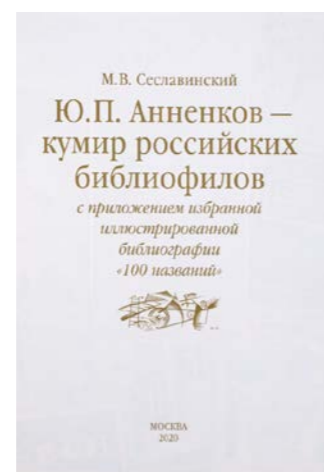 М. В. Сеславинский
Ю. П. Анненков —
кумир российских
библиофилов
с приложением избранной
иллюстрированной
библиографии
«100 названий»
МОСКВА
2020